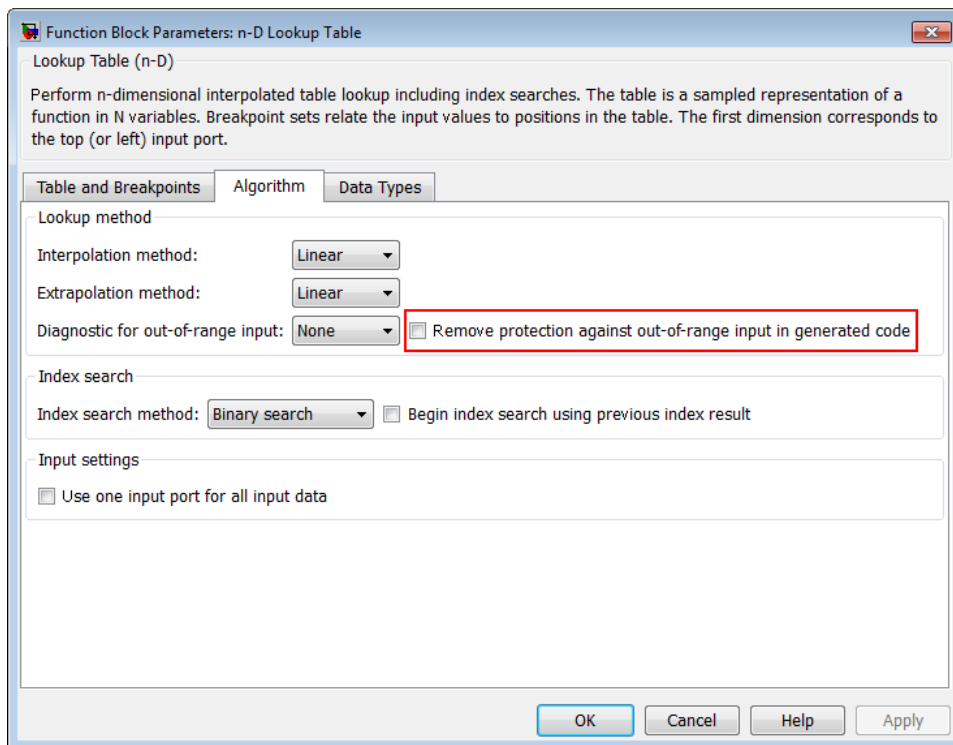 Function Block Parameters: n-D Lookup Table
Lookup Table (n-D)
Perform n-dimensional interpolated table lookup including index searches. The table is a sampled representation of a
function in N variables. Breakpoint sets relate the input values to positions in the table. The first dimension corresponds to
the top (or left) input port.
Table and Breakpoints Algorithm Data Types
Lookup method
Interpolation method: Linear
Extrapolation method: Linear
Diagnostic for out-of-range input: None Remove protection against out-of-range input in generated code
Index search
Index search method: Binary search Begin index search using previous index result
Input settings
Use one input port for all input data
OK Cancel Help Apply